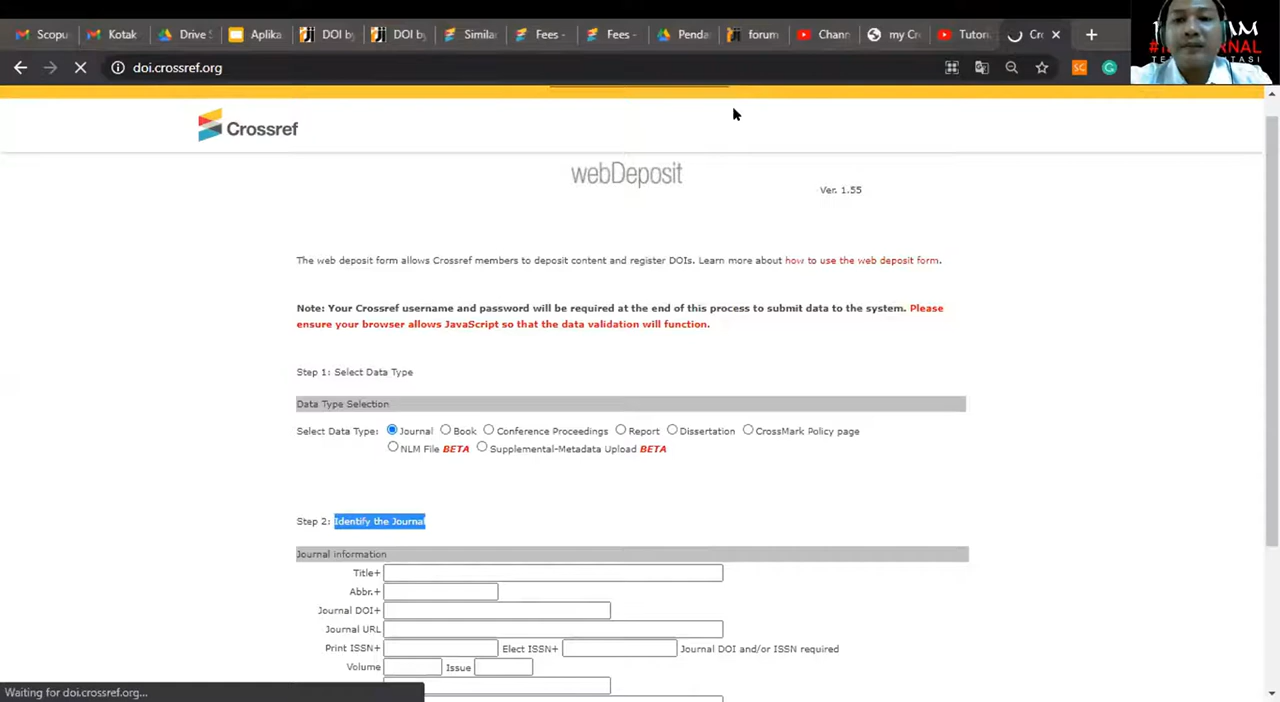 Scopu
Kotak
Drive
Aplika
DOI by
DOI by
Similar
Fees -
Fees -
Penda
forum
Chann
my Cr
Tutori
Cr
doi.crossref.org
SC
Crossref
webDeposit
Ver. 1.55
The web deposit form allows Crossref members to deposit content and register DOIs. Learn more about how to use the web deposit form.
Note: Your Crossref username and password will be required at the end of this process to submit data to the system. Please
ensure your browser allows JavaScript so that the data validation will function.
Step 1: Select Data Type
Data Type Selection
Select Data Type: Journal Book Conference Proceedings Report Dissertation CrossMark Policy page
NLM File BETA Supplemental-Metadata Upload BETA
Step 2: Identify the Journal
Journal information
Title+
Abbr.+
Journal DOI+
Journal URL
Print ISSN+ Elect ISSN+ Journal DOI and/or ISSN required
Volume Issue
Waiting for doi.crossref.org...